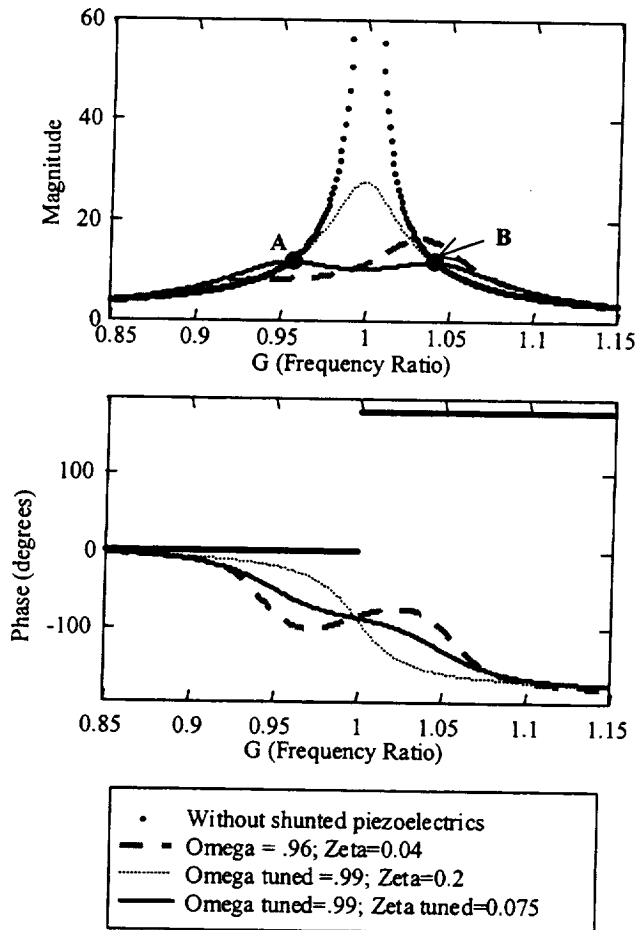 60
40
20
0
Magnitude
A
B
0.85 0.9 0.95 1 1.05 1.1 1.15
G (Frequency Ratio)
100
0
-100
Phase (degrees)
0.85 0.9 0.95 1 1.05 1.1 1.15
G (Frequency Ratio)
Without shunted piezoelectrics
Omega = .96; Zeta=0.04
Omega tuned =.99; Zeta=0.2
Omega tuned=.99; Zeta tuned=0.075